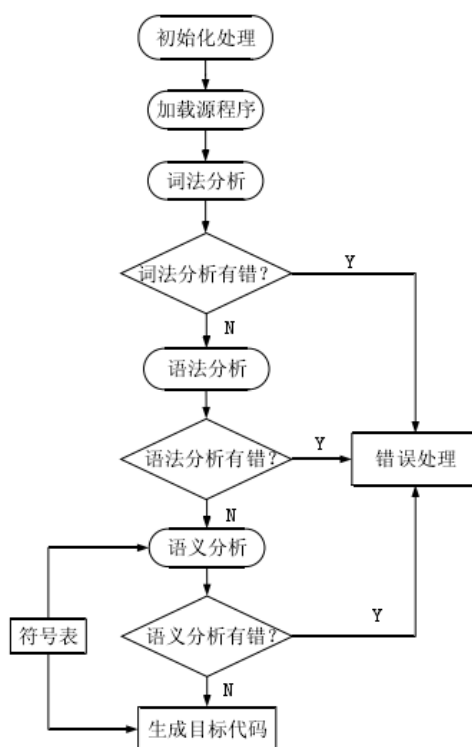 初始化处理
加载源程序
词法分析
词法分析有错？
Y
N
语法分析
语法分析有错？
Y
错误处理
N
语义分析
符号表
语义分析有错？
Y
N
生成目标代码